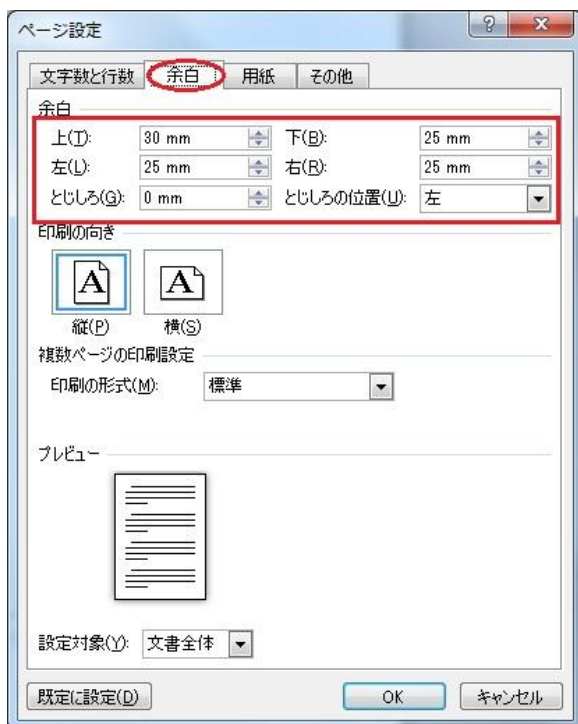 ページ設定
文字数と行数 余白 用紙 その他
余白
上(T): 30 mm 下(B): 25 mm
左(L): 25 mm 右(R): 25 mm
とじしろ(G): 0 mm とじしろの位置(U): 左
印刷の向き
A A
縦(P) 横(S)
複数ページの印刷設定
印刷の形式(M): 標準
プレビュー
設定対象(Y): 文書全体
既定に設定(D) OK キャンセル